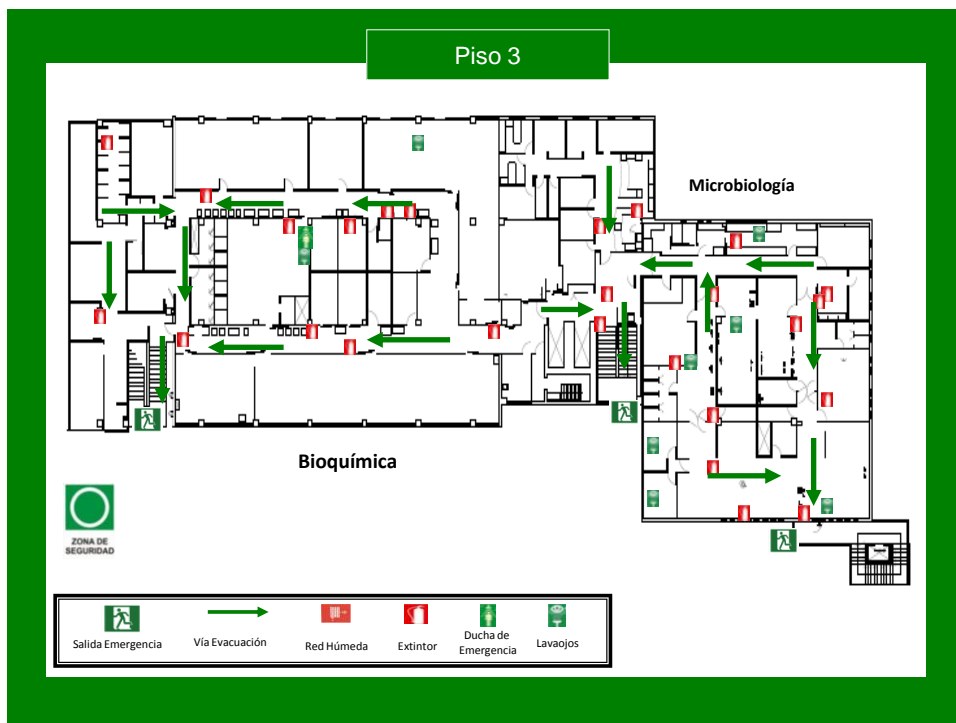 Piso 3
Microbiología
Bioquímica
ZONA DE
SEGURIDAD
Salida Emergencia
Vía Evacuación
Red Húmeda
Extintor
Ducha de
Emergencia
Lavaojos